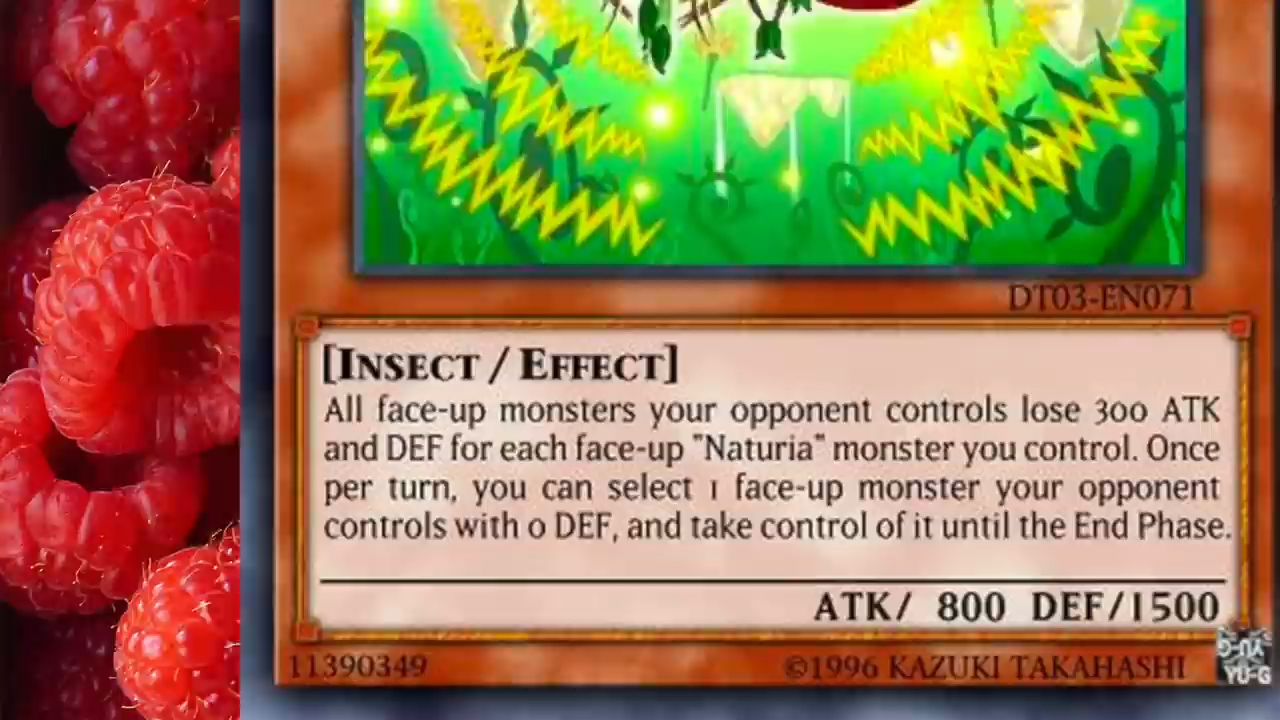 DT03-EN071
[INSECT / EFFECT]
All face-up monsters your opponent controls lose 300 ATK
and DEF for each face-up "Naturia" monster you control. Once
per turn, you can select 1 face-up monster your opponent
controls with 0 DEF, and take control of it until the End Phase.
ATK/ 800 DEF/1500
11390349
©1996 KAZUKI TAKAHASHI